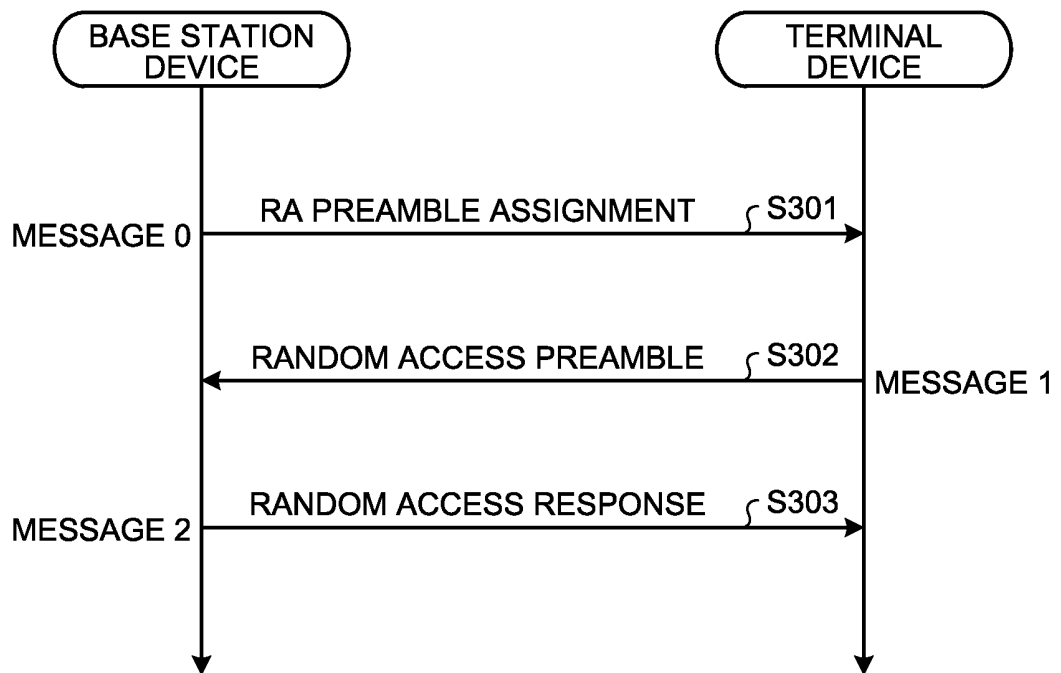 BASE STATION
DEVICE
TERMINAL
DEVICE
RA PREAMBLE ASSIGNMENT
S301
MESSAGE 0
RANDOM ACCESS PREAMBLE
S302
MESSAGE 1
RANDOM ACCESS RESPONSE
S303
MESSAGE 2